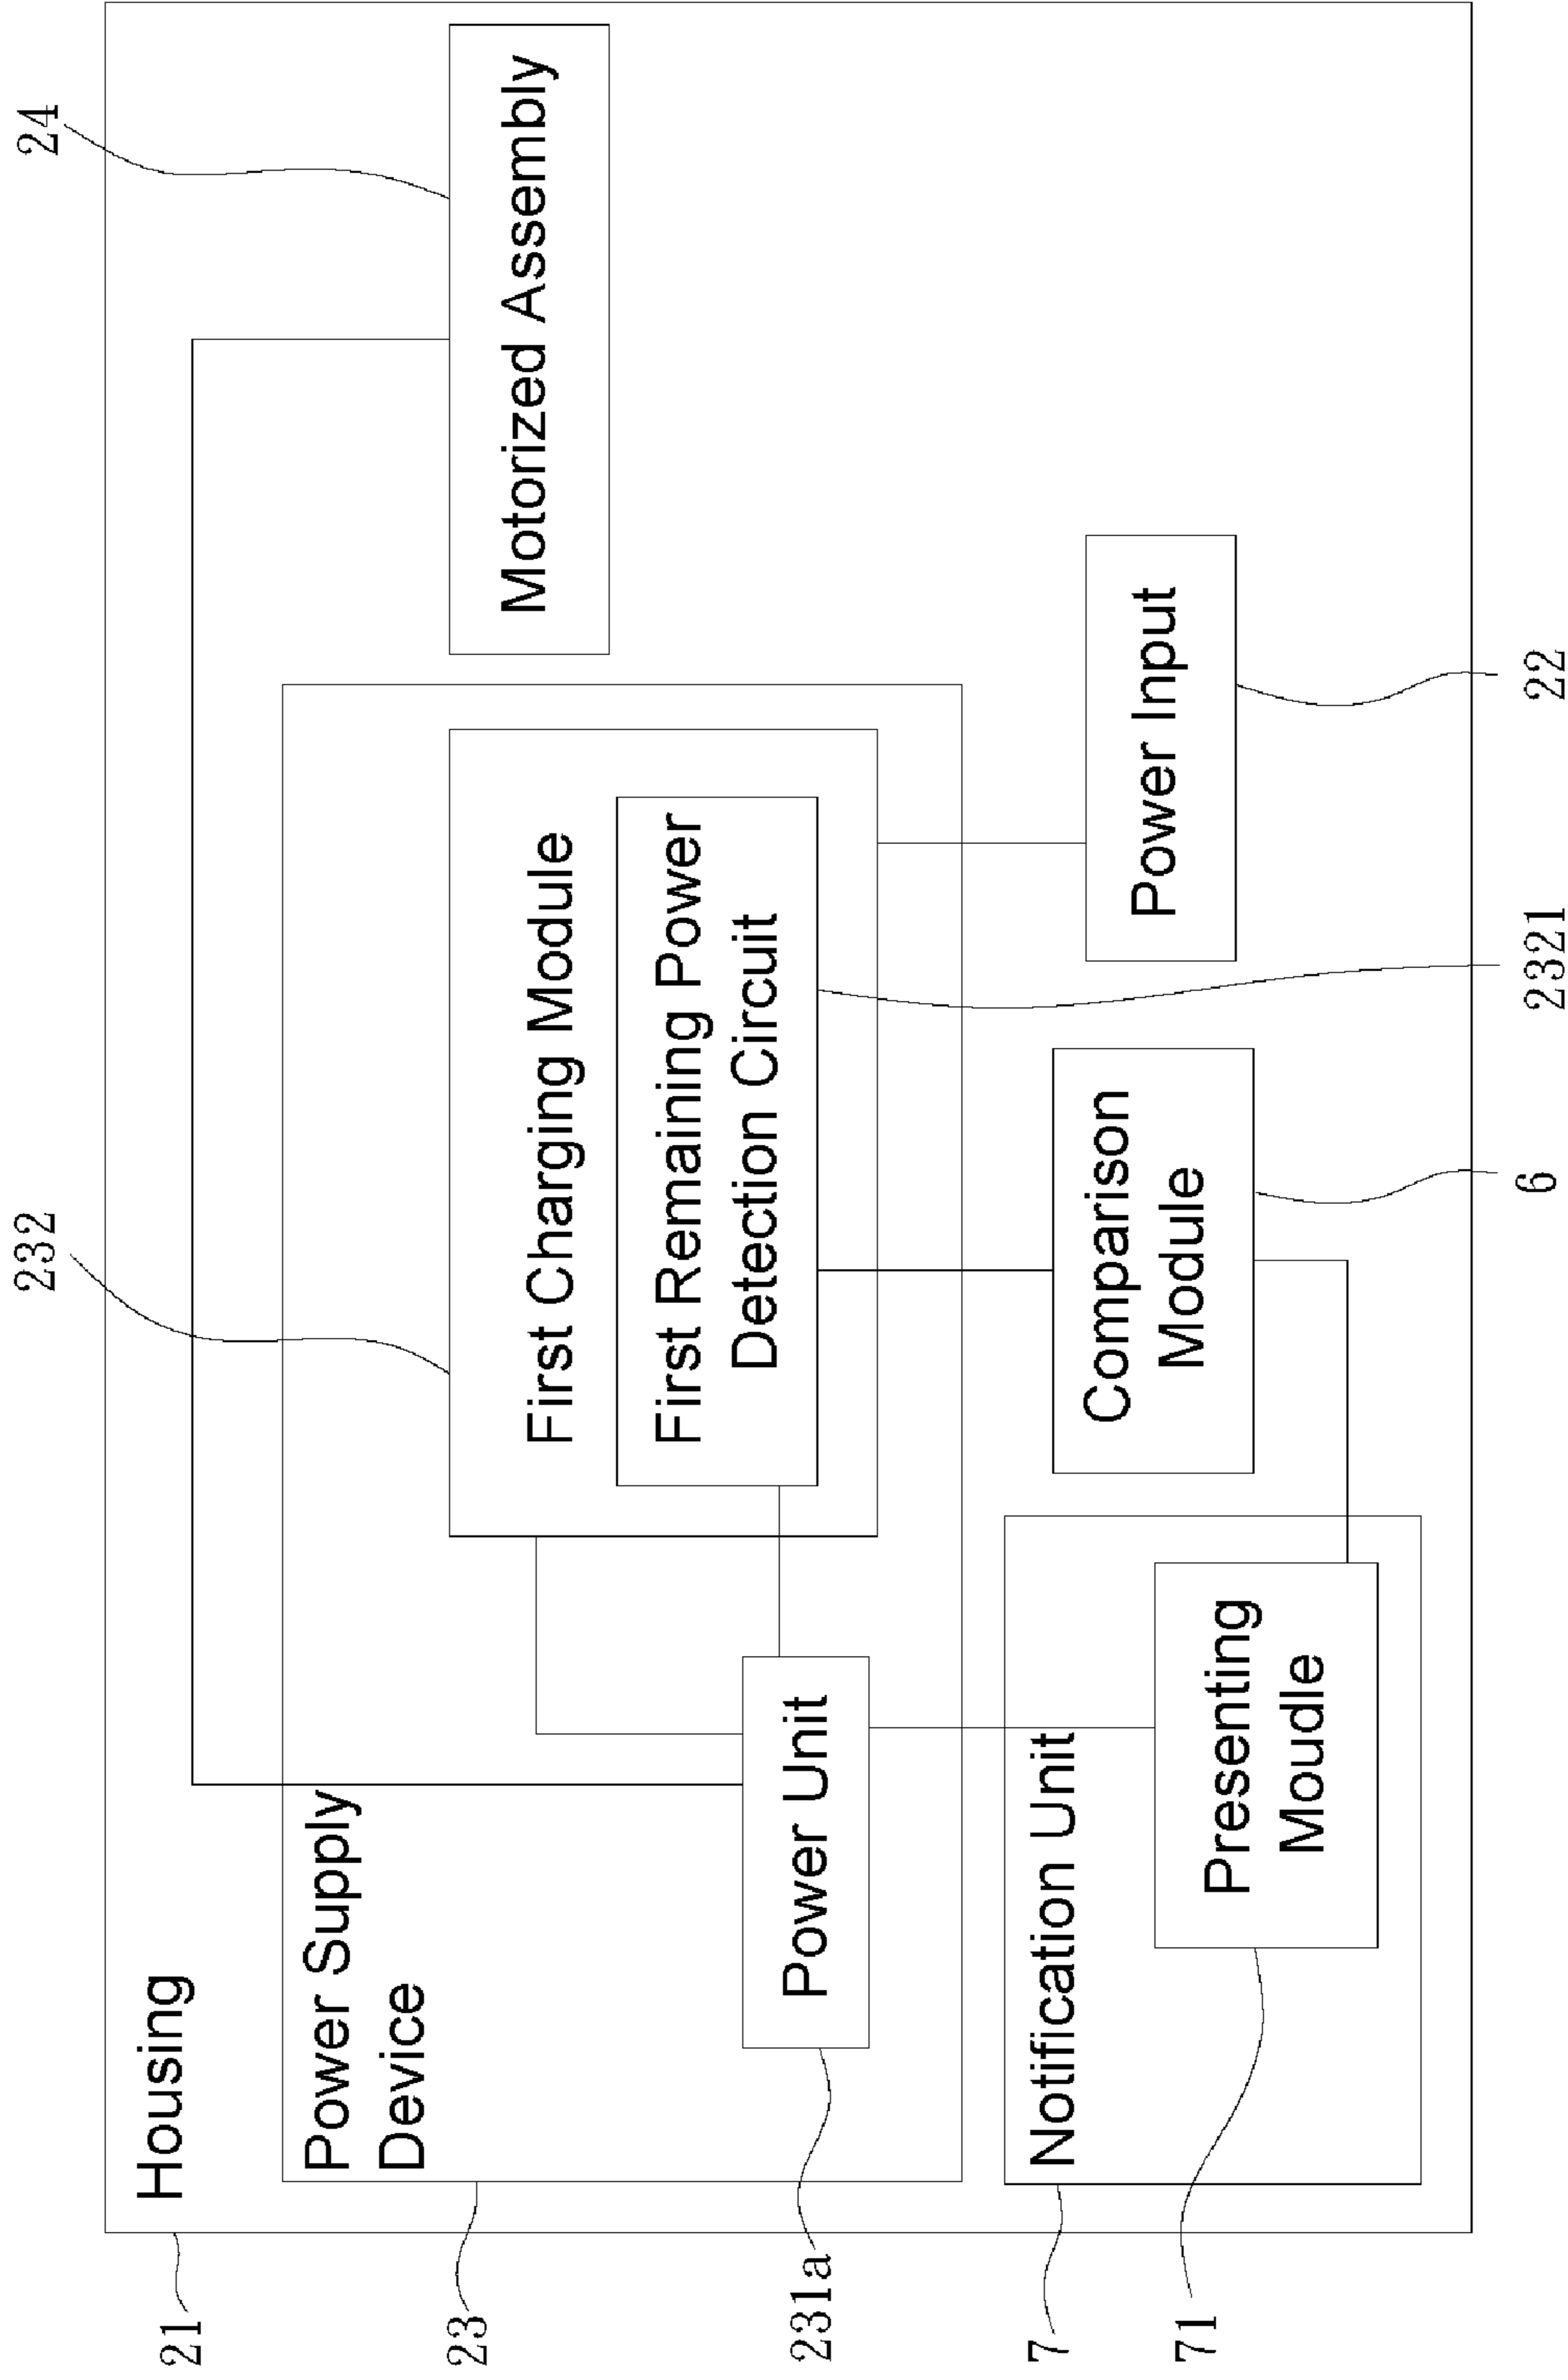 Housing
21
Power Supply
Device
23
232
24
First Charging Module
First Remaining Power
Detection Circuit
Motorized Assembly
Power Unit
231a
Notification Unit
7
Presenting
Moudle
71
Comparison
Module
6
2321
Power Input
22